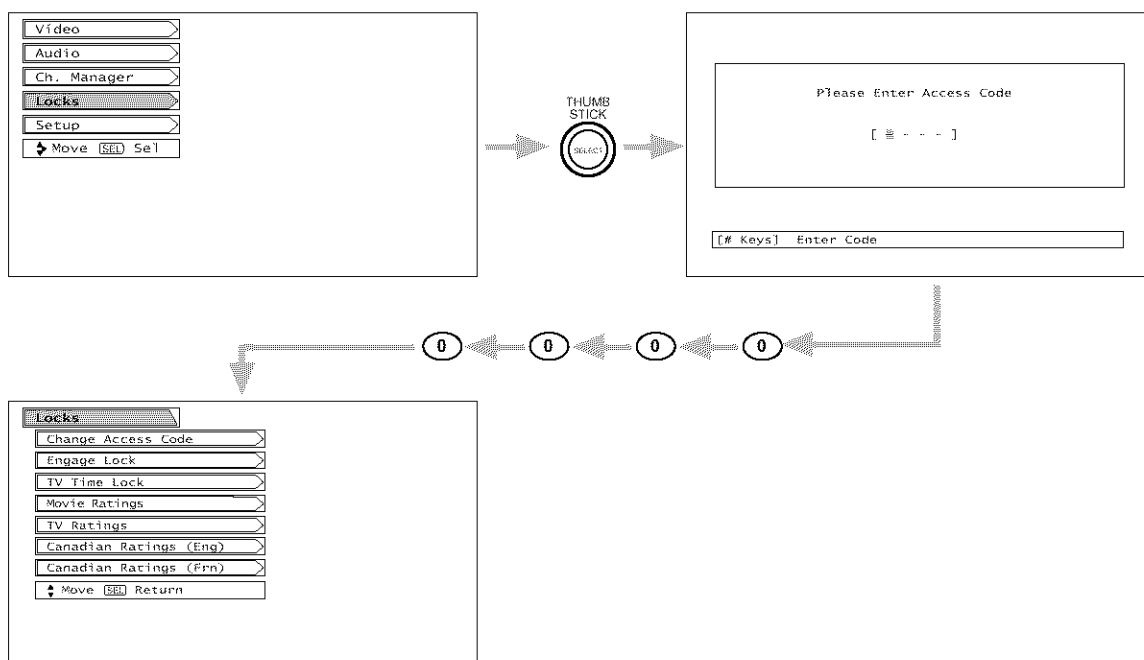 Vídeo
Audio
Ch. Manager
Locks
Setup
Move SEL Sel
THUMB
STICK
SELECT
Please Enter Access Code
[ - - - ]
[# Keys] Enter Code
0 0 0 0
Locks
Change Access Code
Engage Lock
TV Time Lock
Movie Ratings
TV Ratings
Canadian Ratings (Eng)
Canadian Ratings (Frn)
Move SEL Return